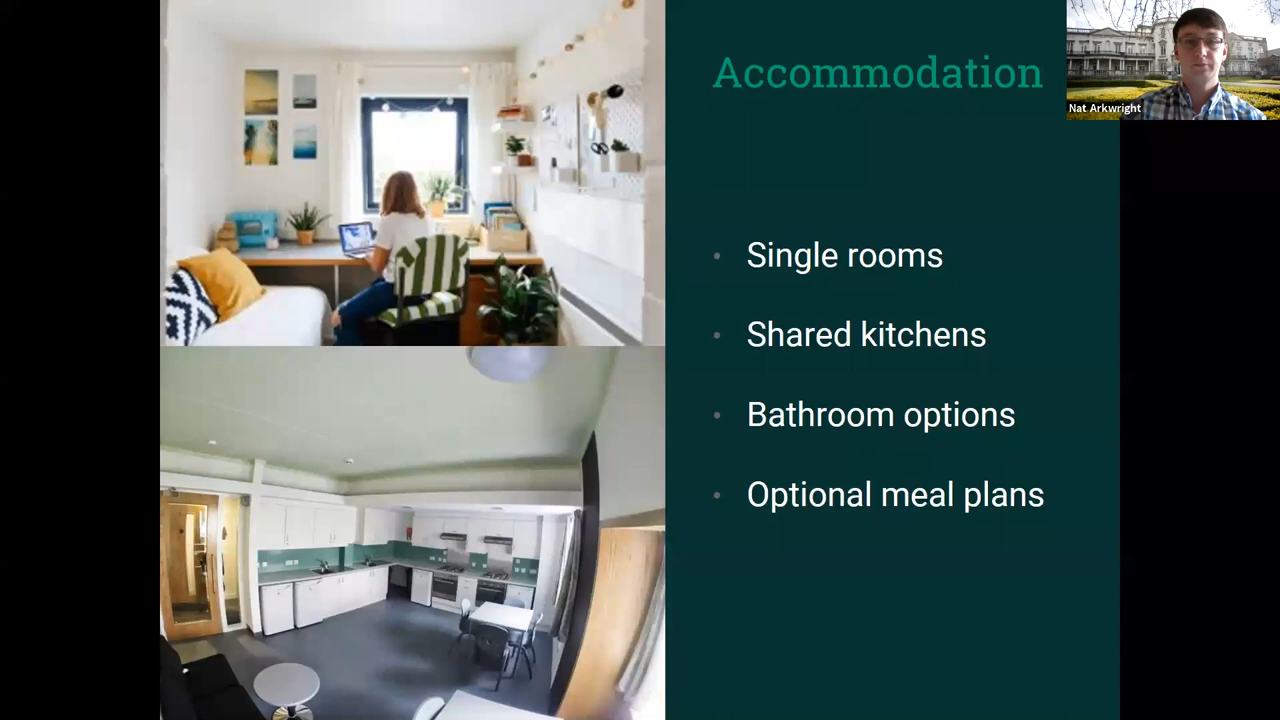 Accommodation
Nat Arkwright
Single rooms
Shared kitchens
Bathroom options
Optional meal plans